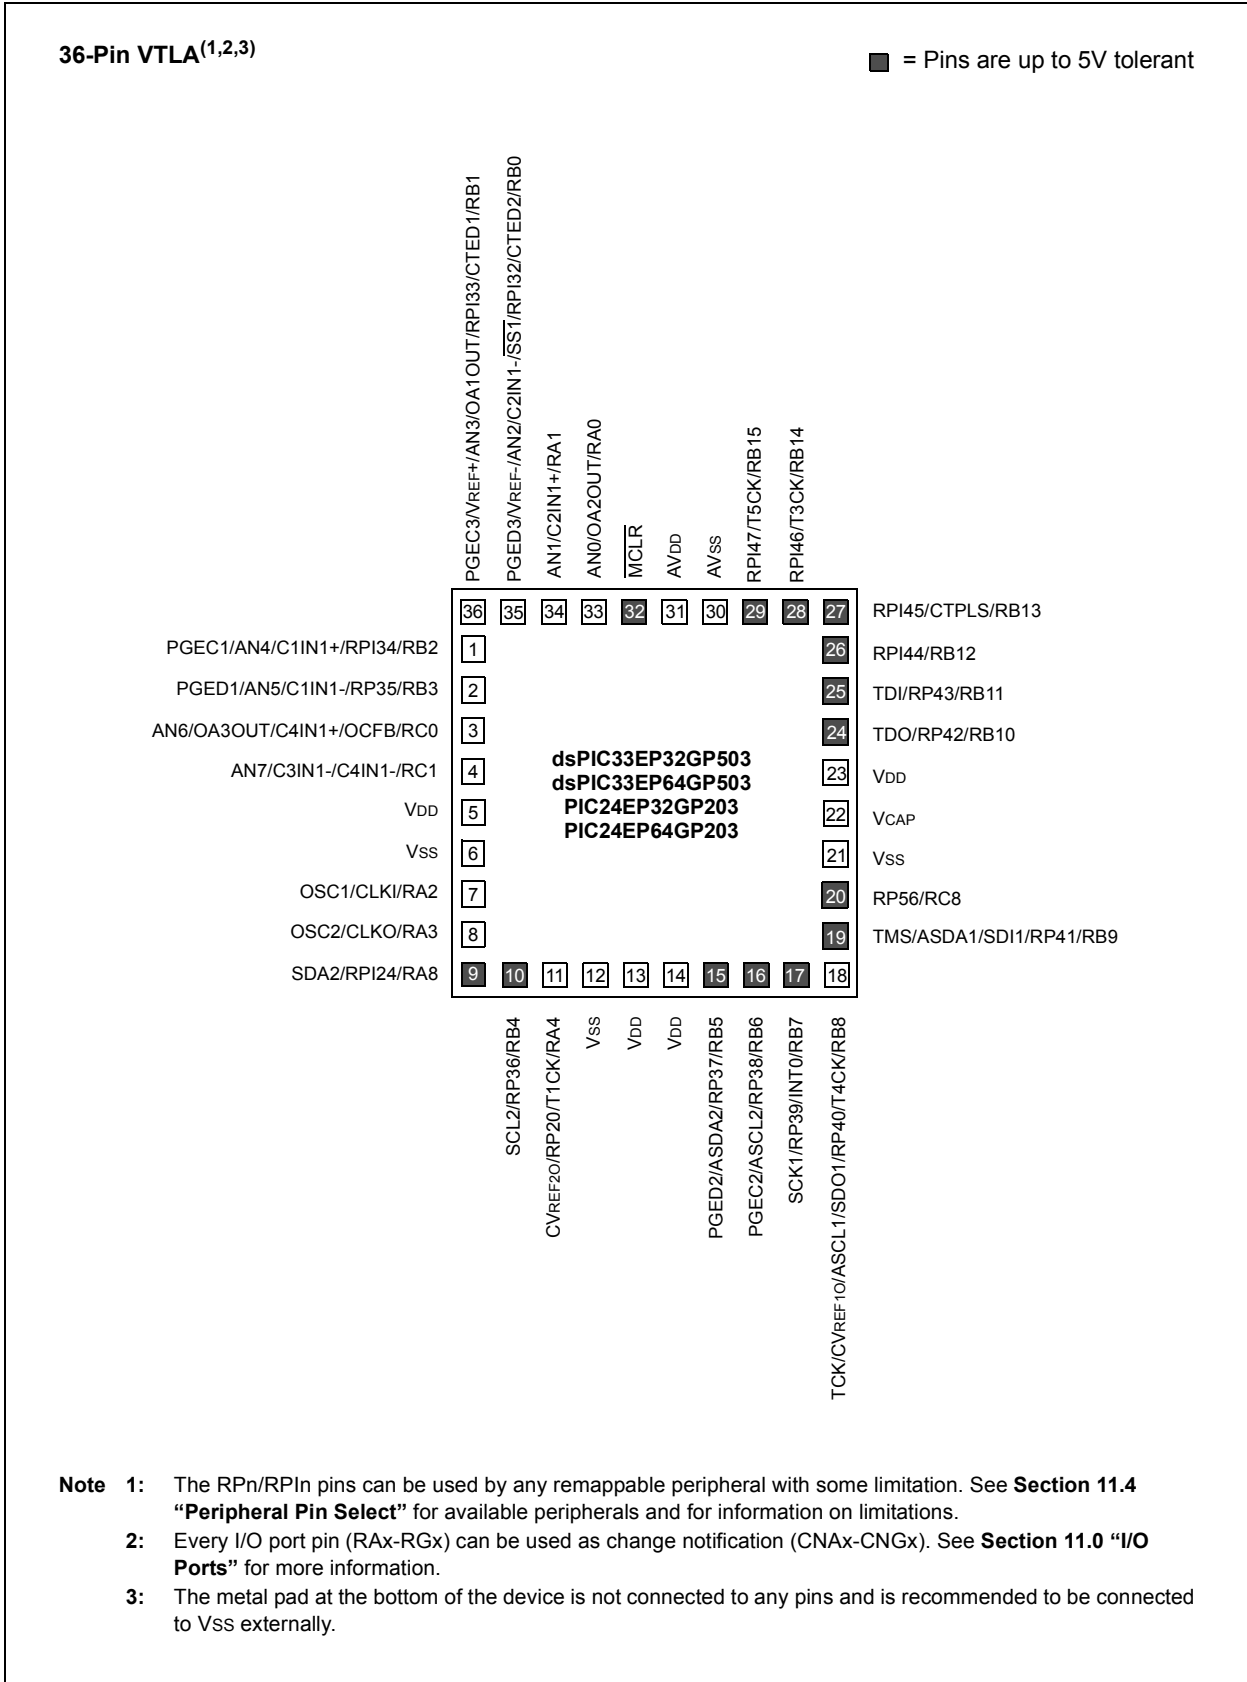 36-Pin VTLA(1,2,3)
= Pins are up to 5V tolerant
PGEC3/VREF+/AN3/OA1OUT/RPI33/CTED1/RB1
PGED3/VREF-/AN2/C2IN1-/SS1/RPI32/CTED2/RB0
AN1/C2IN1+/RA1
AN0/OA2OUT/RA0
MCLR
AVDD
AVSS
RPI47/T5CK/RB15
RPI46/T3CK/RB14
36 35 34 33 32 31 30 29 28 27 RPI45/CTPLS/RB13
PGEC1/AN4/C1IN1+/RPI34/RB2 1 26 RPI44/RB12
PGED1/AN5/C1IN1-/RP35/RB3 2 25 TDI/RP43/RB11
AN6/OA3OUT/C4IN1+/OCFB/RC0 3 24 TDO/RP42/RB10
AN7/C3IN1-/C4IN1-/RC1 4 23 VDD
VDD 5 22 VCAP
VSS 6 21 VSS
OSC1/CLKI/RA2 7 20 RP56/RC8
OSC2/CLKO/RA3 8 19 TMS/ASDA1/SDI1/RP41/RB9
dsPIC33EP32GP503
dsPIC33EP64GP503
PIC24EP32GP203
PIC24EP64GP203
SDA2/RPI24/RA8 9 10 11 12 13 14 15 16 17 18
SCL2/RP36/RB4
CVREF2O/RP20/T1CK/RA4
VSS
VDD
VDD
PGED2/ASDA2/RP37/RB5
PGEC2/ASCL2/RP38/RB6
SCK1/RP39/INT0/RB7
TCK/CVREF1O/ASCL1/SDO1/RP40/T4CK/RB8
Note 1: The RPn/RPIn pins can be used by any remappable peripheral with some limitation. See Section 11.4
“Peripheral Pin Select” for available peripherals and for information on limitations.
2: Every I/O port pin (RAx-RGx) can be used as change notification (CNAx-CNGx). See Section 11.0 “I/O
Ports” for more information.
3: The metal pad at the bottom of the device is not connected to any pins and is recommended to be connected
to VSS externally.